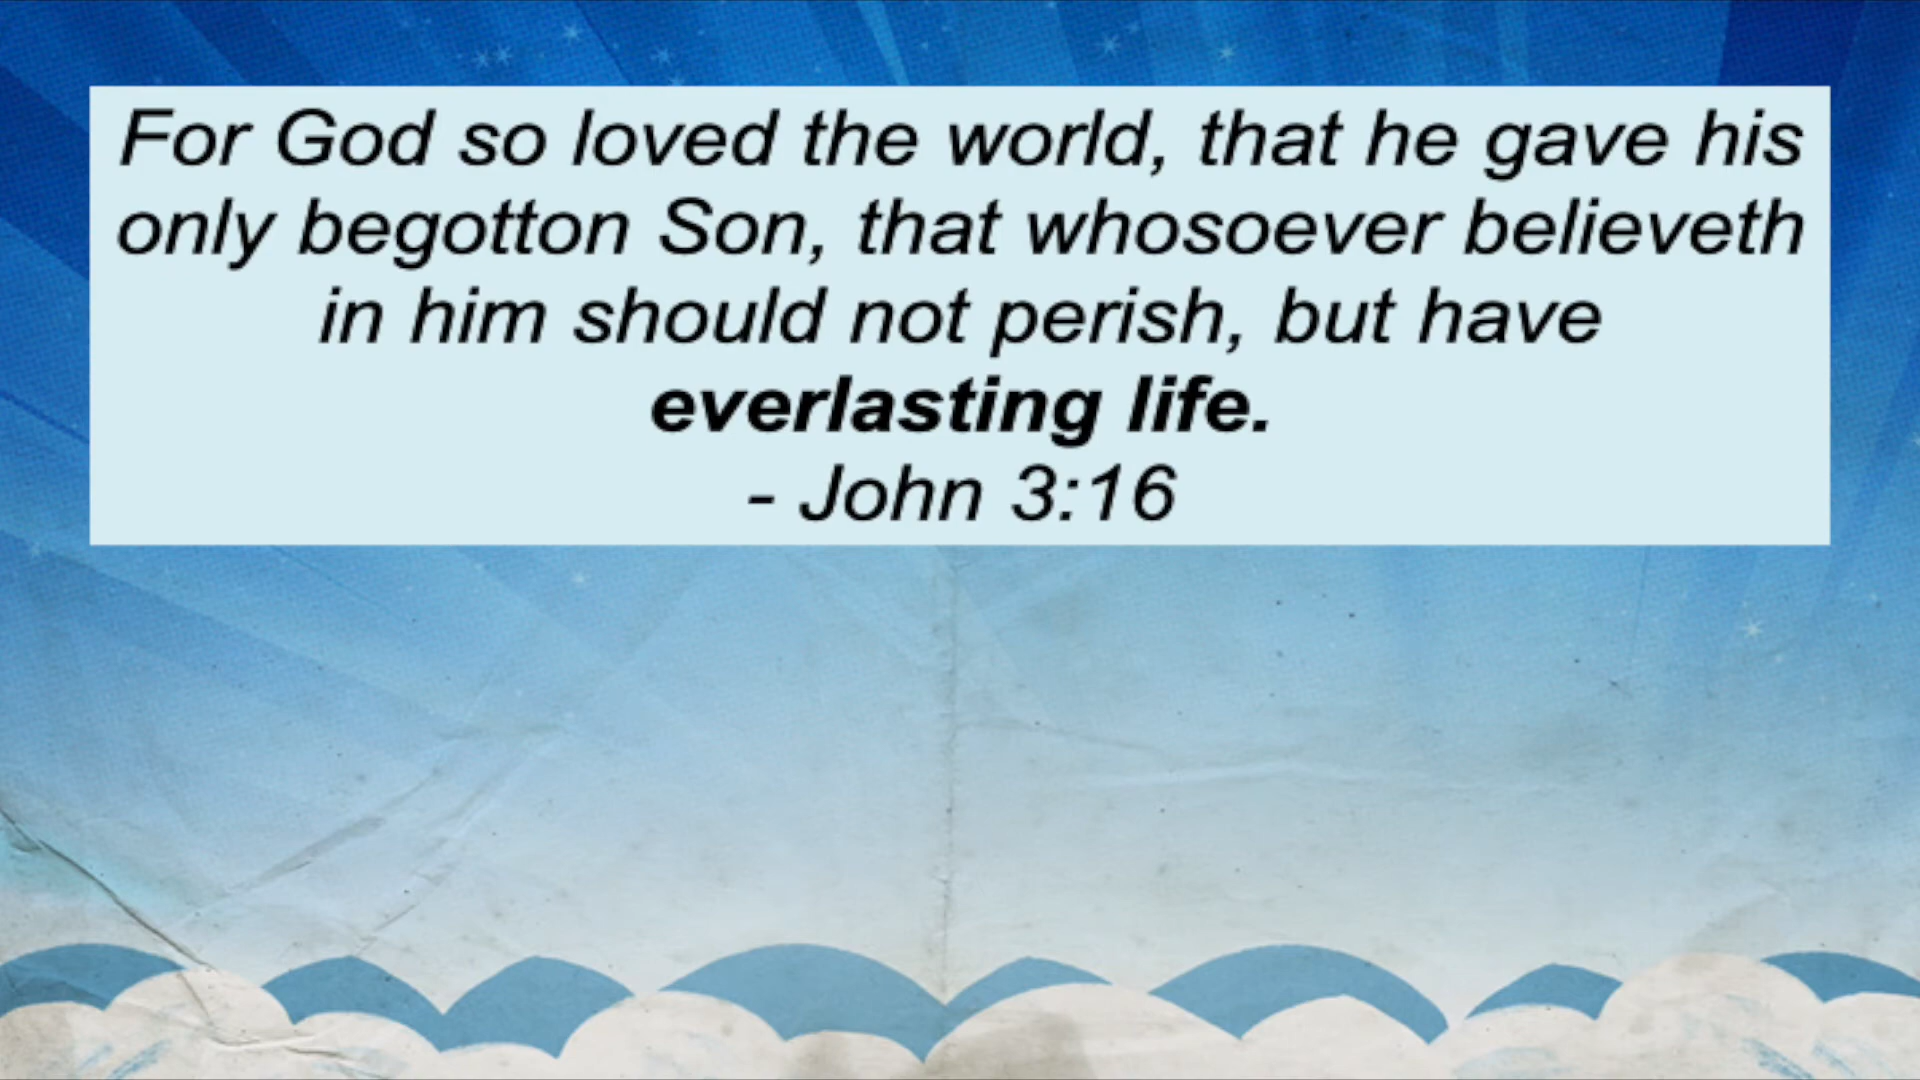 For God so loved the world, that he gave his
only begotton Son, that whosoever believeth
in him should not perish, but have
everlasting life.
- John 3:16